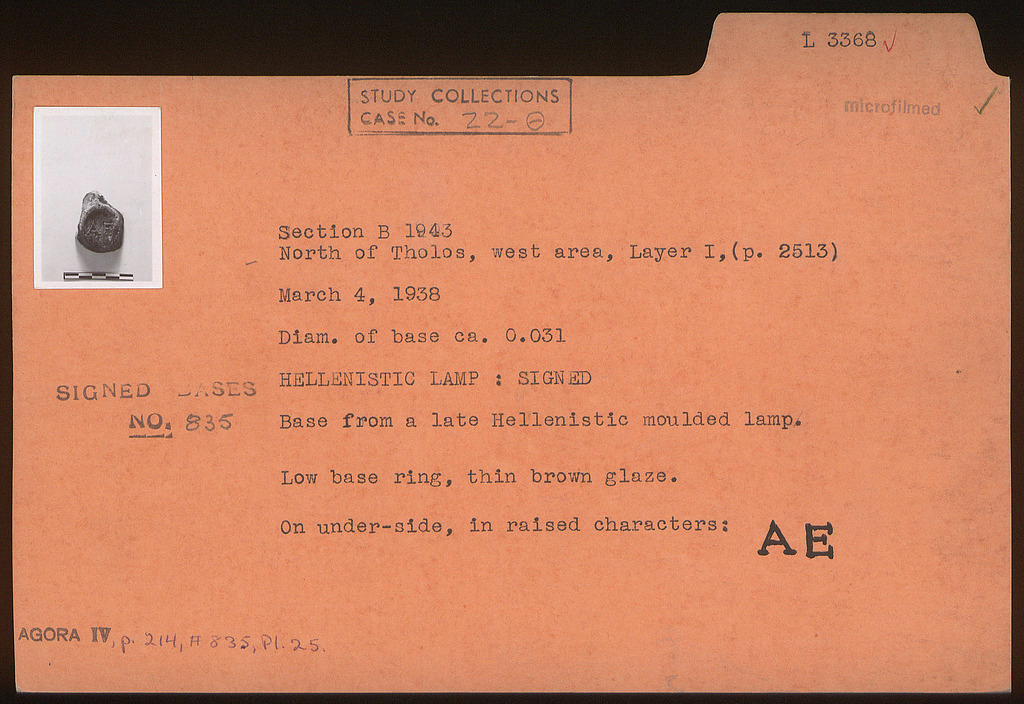 L 3368 ✓
microfilmed ✓
STUDY COLLECTIONS
CASE No. 22-Θ
Section B 1943
North of Tholos, west area, Layer I,(p. 2513)
March 4, 1938
Diam. of base ca. 0.031
HELLENISTIC LAMP : SIGNED
SIGNED BASES
NO. 835
Base from a late Hellenistic moulded lamp.
Low base ring, thin brown glaze.
On under-side, in raised characters: AE
AGORA IV, p. 214, # 835, Pl. 25.